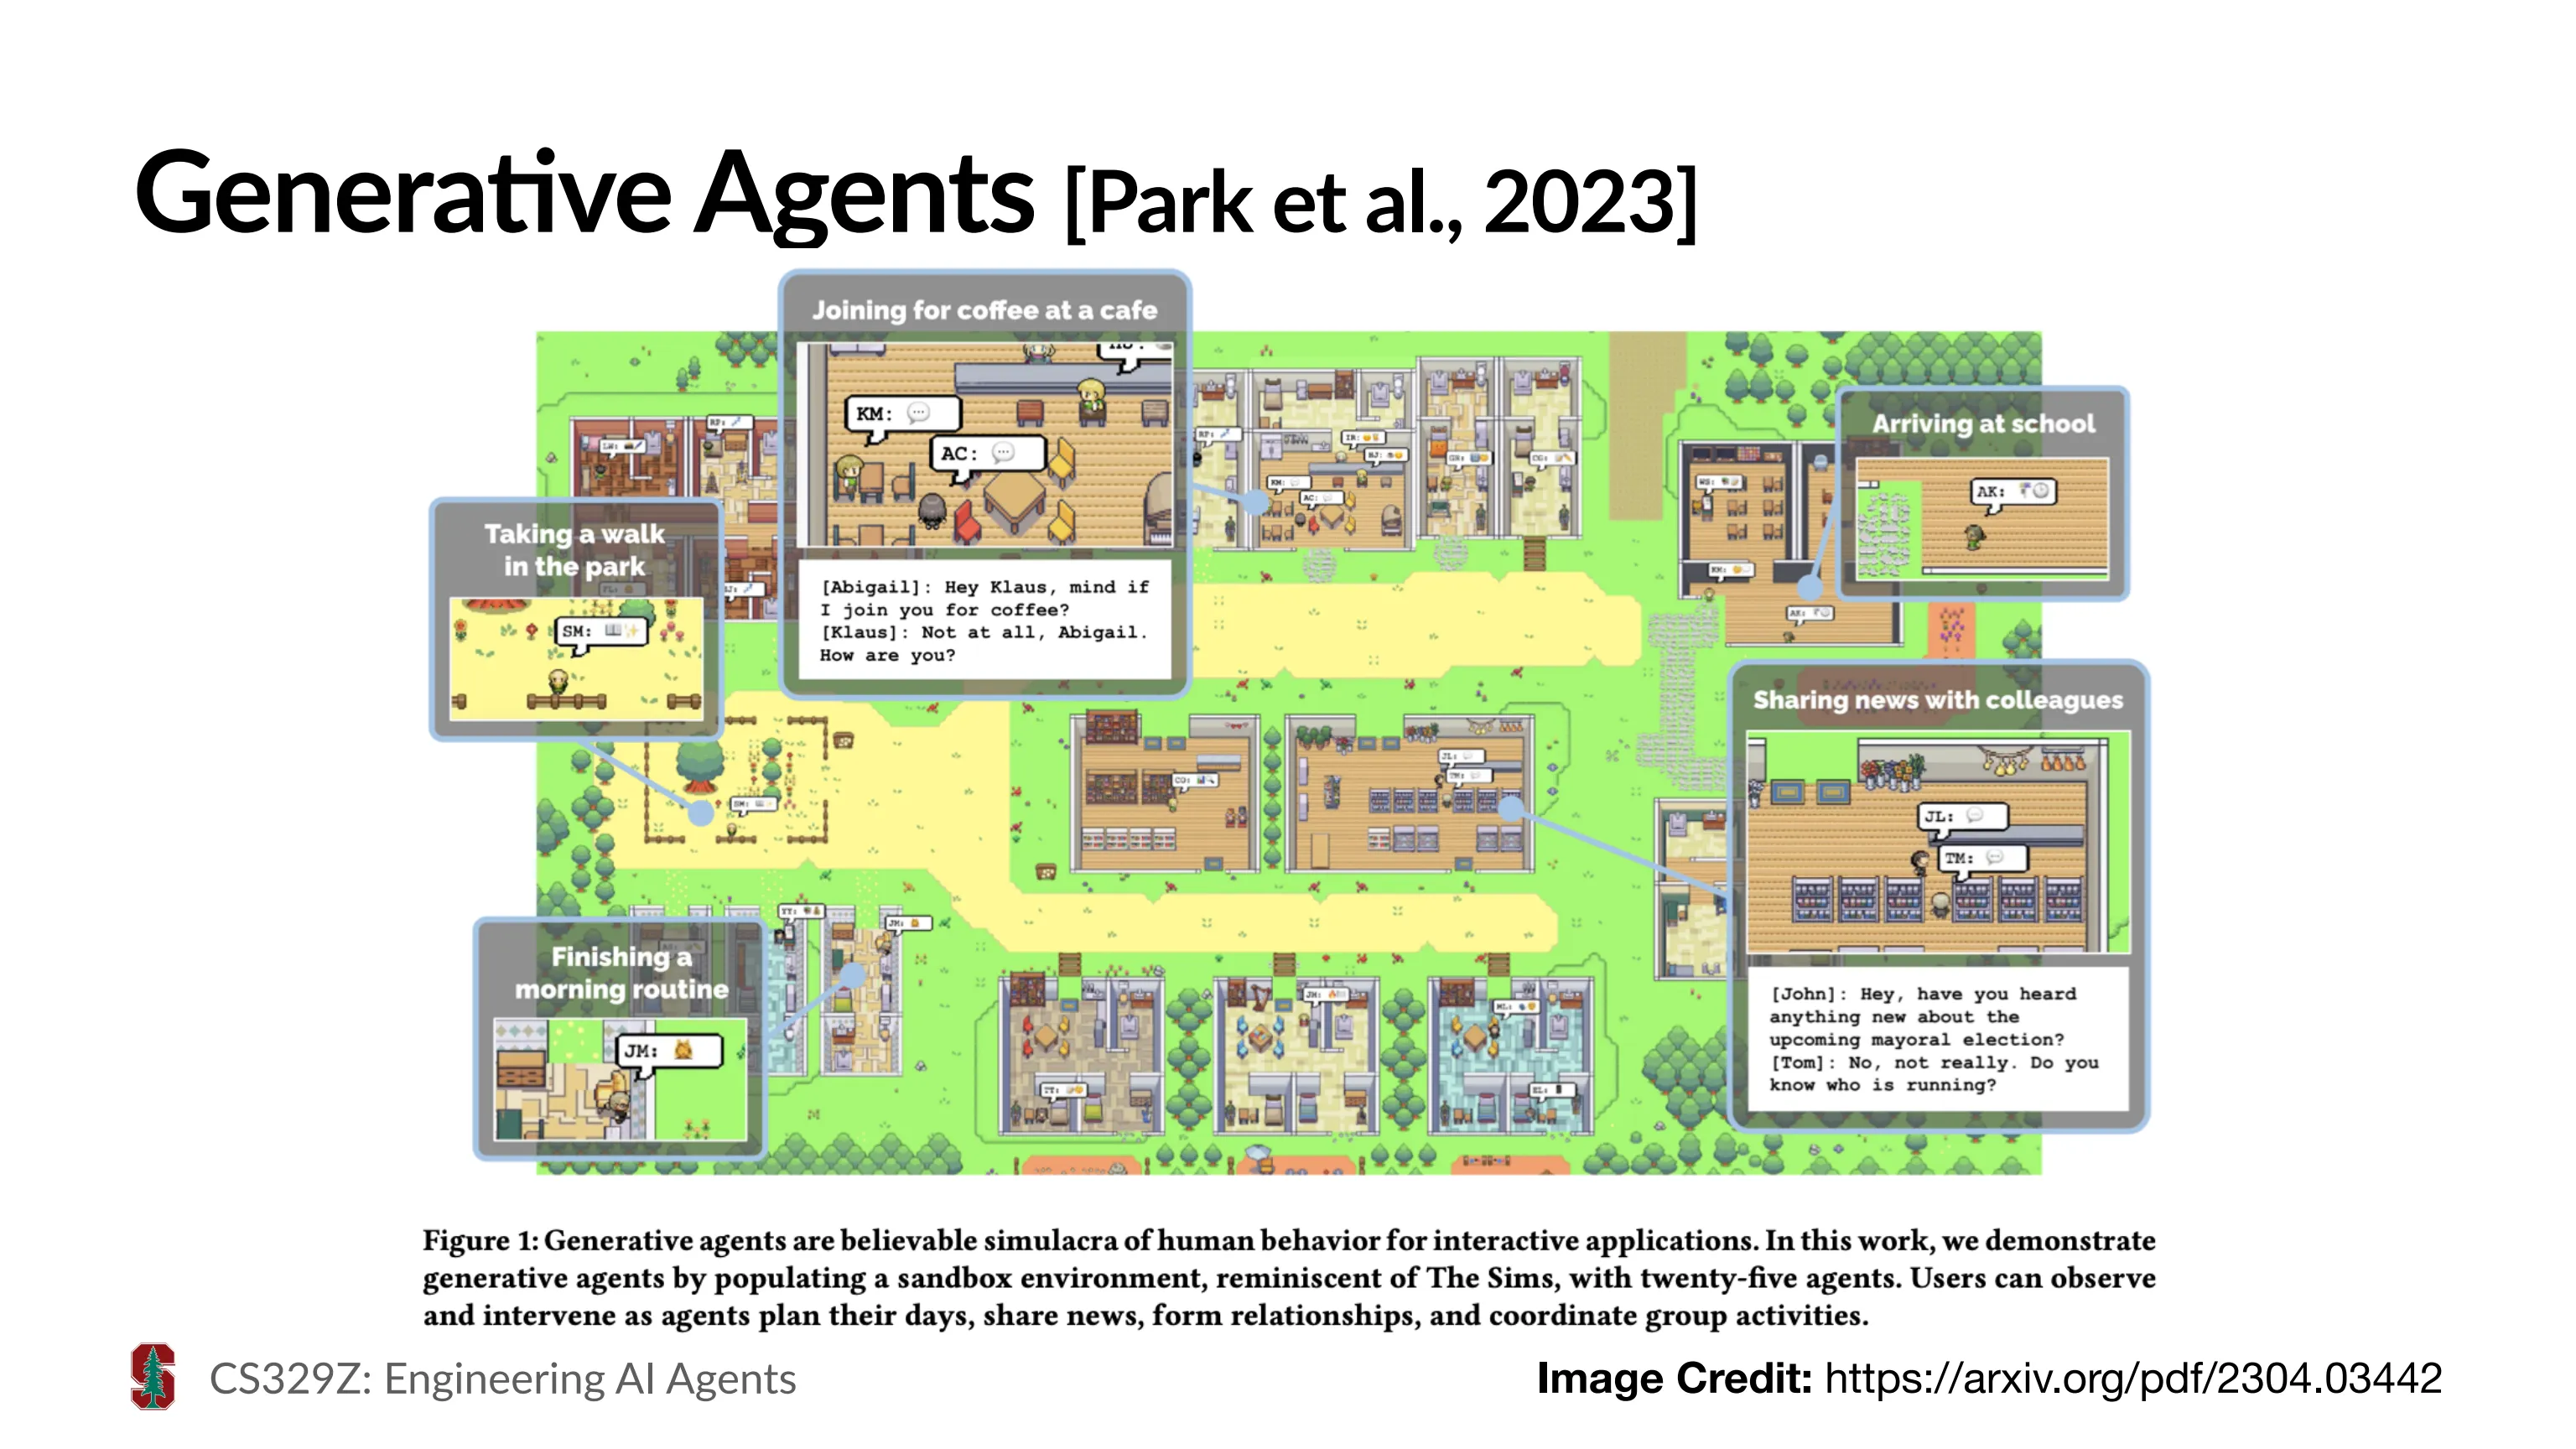 Generative Agents [Park et al., 2023]
Joining for coffee at a cafe
KM:
AC:
[Abigail]: Hey Klaus, mind if
I join you for coffee?
[Klaus]: Not at all, Abigail.
How are you?
Arriving at school
AK:
Taking a walk
in the park
SM:
Sharing news with colleagues
JL:
TM:
[John]: Hey, have you heard
anything new about the
upcoming mayoral election?
[Tom]: No, not really. Do you
know who is running?
Finishing a
morning routine
JM:
Figure 1: Generative agents are believable simulacra of human behavior for interactive applications. In this work, we demonstrate
generative agents by populating a sandbox environment, reminiscent of The Sims, with twenty-five agents. Users can observe
and intervene as agents plan their days, share news, form relationships, and coordinate group activities.
CS329Z: Engineering AI Agents
Image Credit: https://arxiv.org/pdf/2304.03442